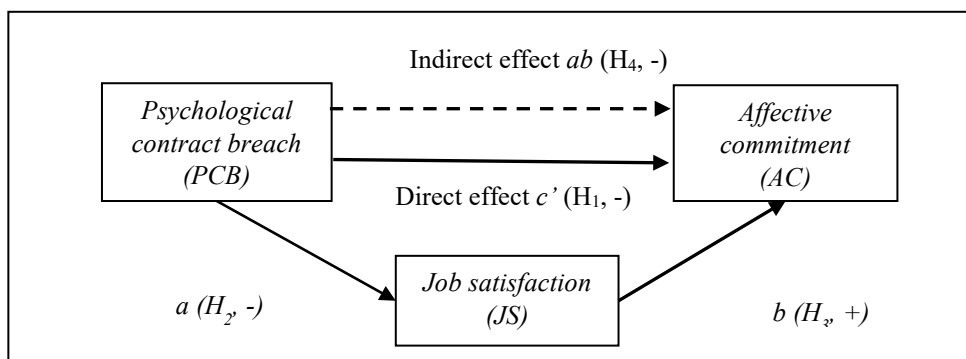 Indirect effect ab (H₄, -)
Psychological
contract breach
(PCB)
Affective
commitment
(AC)
Direct effect c’ (H₁, -)
Job satisfaction
(JS)
a (H₂, -)
b (H₃, +)